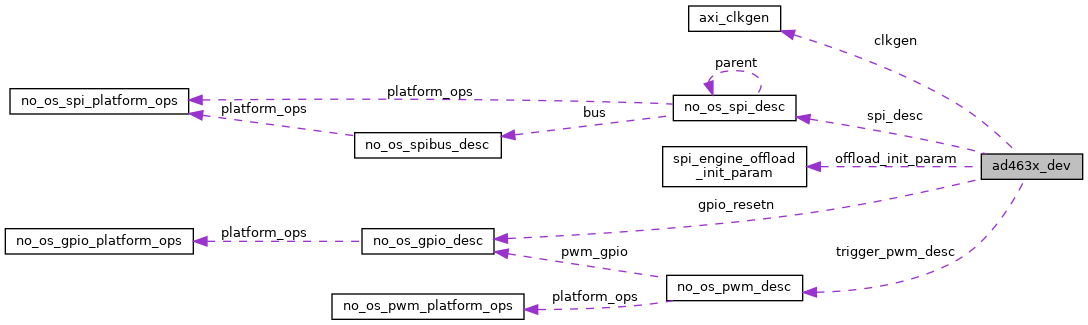 axi_clkgen
clkgen
parent
platform_ops
no_os_spi_platform_ops
platform_ops
no_os_spi_desc
bus
spi_desc
no_os_spibus_desc
spi_engine_offload
_init_param
offload_init_param
ad463x_dev
gpio_resetn
no_os_gpio_platform_ops
platform_ops
no_os_gpio_desc
pwm_gpio
trigger_pwm_desc
no_os_pwm_desc
platform_ops
no_os_pwm_platform_ops